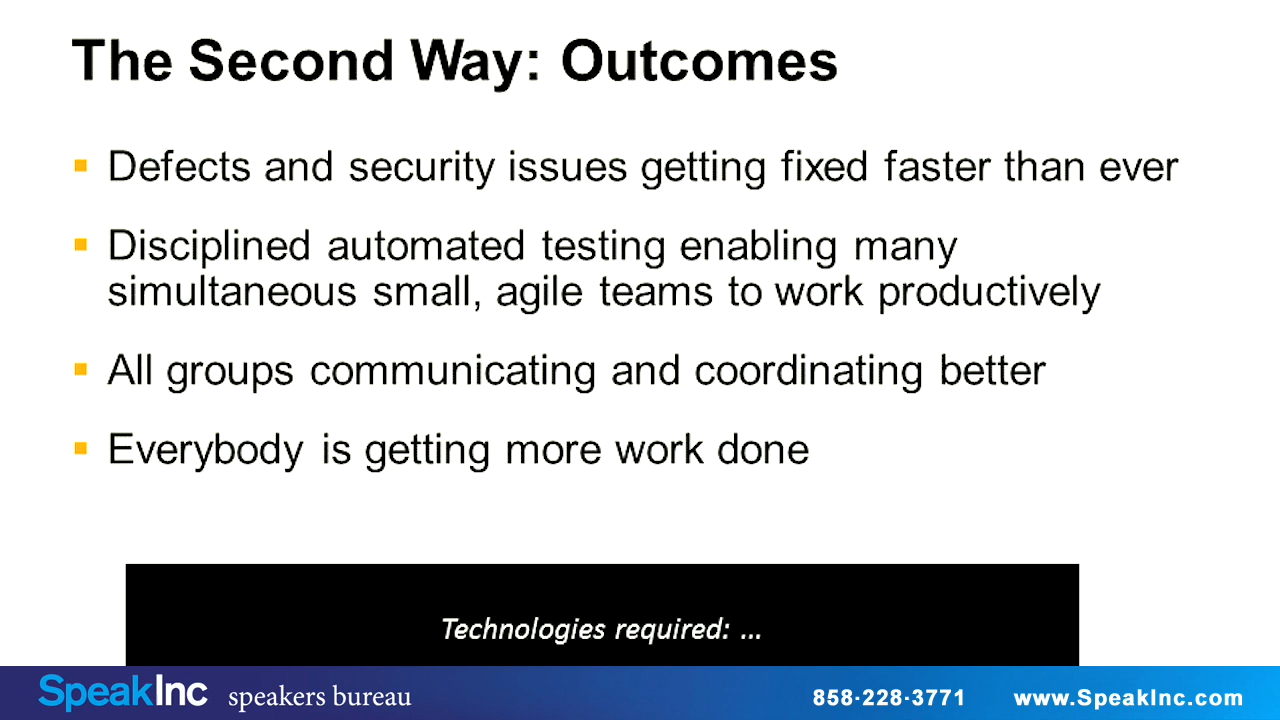 The Second Way: Outcomes
Defects and security issues getting fixed faster than ever
Disciplined automated testing enabling many
simultaneous small, agile teams to work productively
All groups communicating and coordinating better
Everybody is getting more work done
Technologies required: ...
SpeakInc speakers bureau 858·228·3771 www.SpeakInc.com